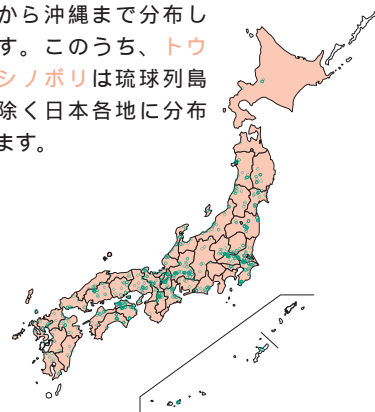 から沖縄まで分布し
す。このうち、トウ
シノボリは琉球列島
除く日本各地に分布
ます。